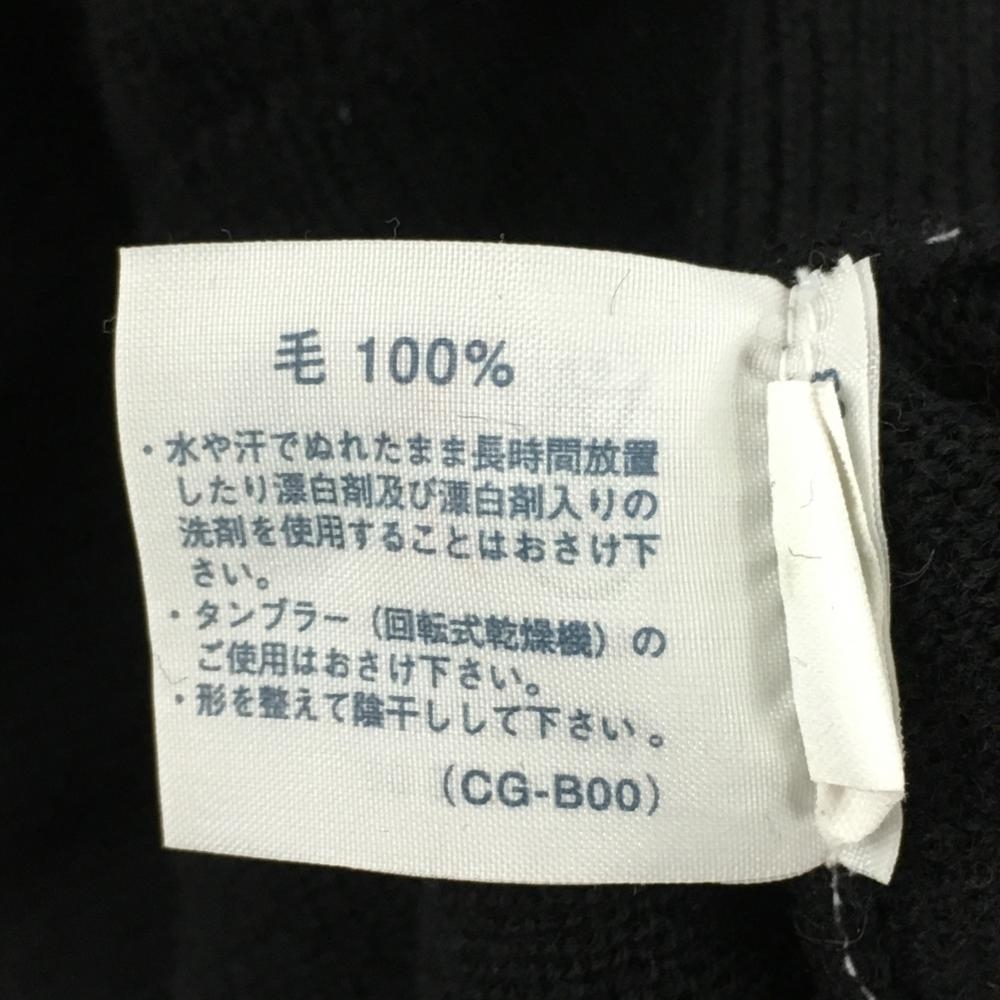 毛 100%
・水や汗でぬれたまま長時間放置
したり漂白剤及び漂白剤入りの
洗剤を使用することはおさけ下
さい。
・タンブラー（回転式乾燥機）の
ご使用はおさけ下さい。
・形を整えて陰干しして下さい。
(CG-B00)